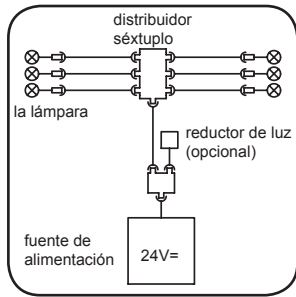 distribuidor
séxtuplo
la lámpara
reductor de luz
(opcional)
fuente de
alimentación
24V=